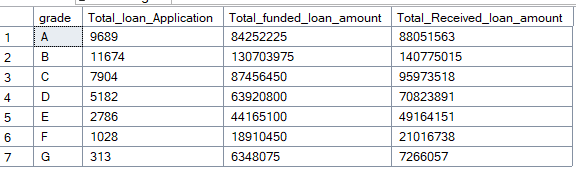 grade Total_loan_Application Total_funded_loan_amount Total_Received_loan_amount
1 A 9689 84252225 88051563
2 B 11674 130703975 140775015
3 C 7904 87456450 95973518
4 D 5182 63920800 70823891
5 E 2786 44165100 49164151
6 F 1028 18910450 21016738
7 G 313 6348075 7266057